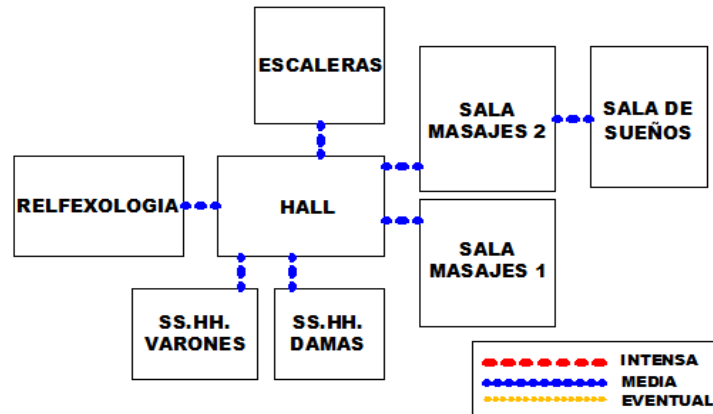 ESCALERAS
SALA
MASAJES 2
SALA DE
SUEÑOS
RELFEXOLOGIA
HALL
SALA
MASAJES 1
SS.HH.
VARONES
SS.HH.
DAMAS
INTENSA
MEDIA
EVENTUAL